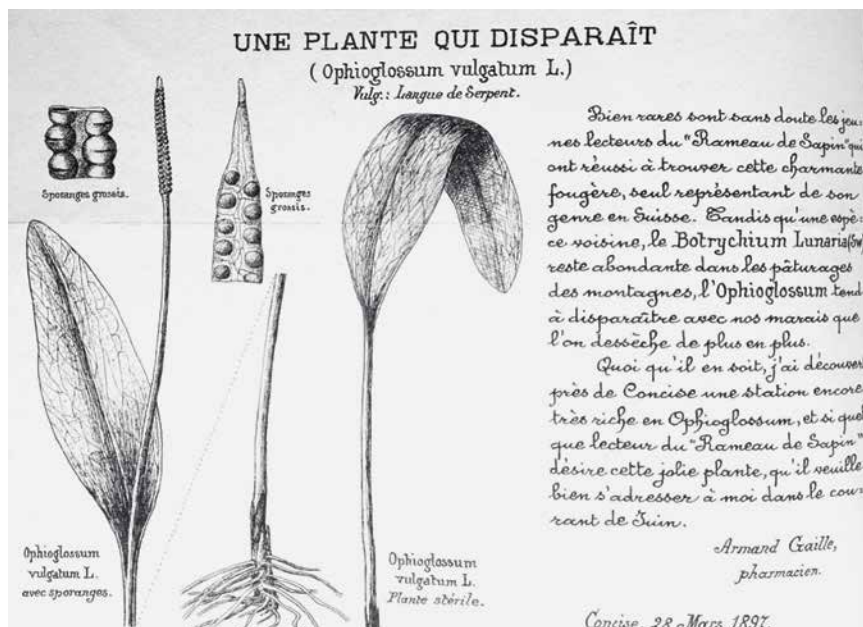 UNE PLANTE QUI DISPARAÎT
( Ophioglossum vulgatum L.)
Vulg.: Langue de Serpent.
Sporanges grossis.
Sporanges
grossis.
Ophioglossum
vulgatum L.
avec sporanges.
Ophioglossum
vulgatum L.
Plante stérile.
Bien rares sont sans doute les jeu-
nes lecteurs du "Rameau de Sapin" qui
ont réussi à trouver cette charmante
fougère, seul représentant de son
genre en Suisse. Tandis qu'une espè-
ce voisine, le Botrychium Lunaria (Sw)
reste abondante dans les pâturages
des montagnes, l'Ophioglossum tend
à disparaître avec nos marais que
l'on dessèche de plus en plus.
Quoi qu'il en soit, j'ai découver
près de Concise une station encore
très riche en Ophioglossum, et si quel
que lecteur du "Rameau de Sapin"
désire cette jolie plante, qu'il veuille
bien s'adresser à moi dans le cou-
rant de Juin.
Armand Gaille,
pharmacien.
Concise, 28 Mars 1897.